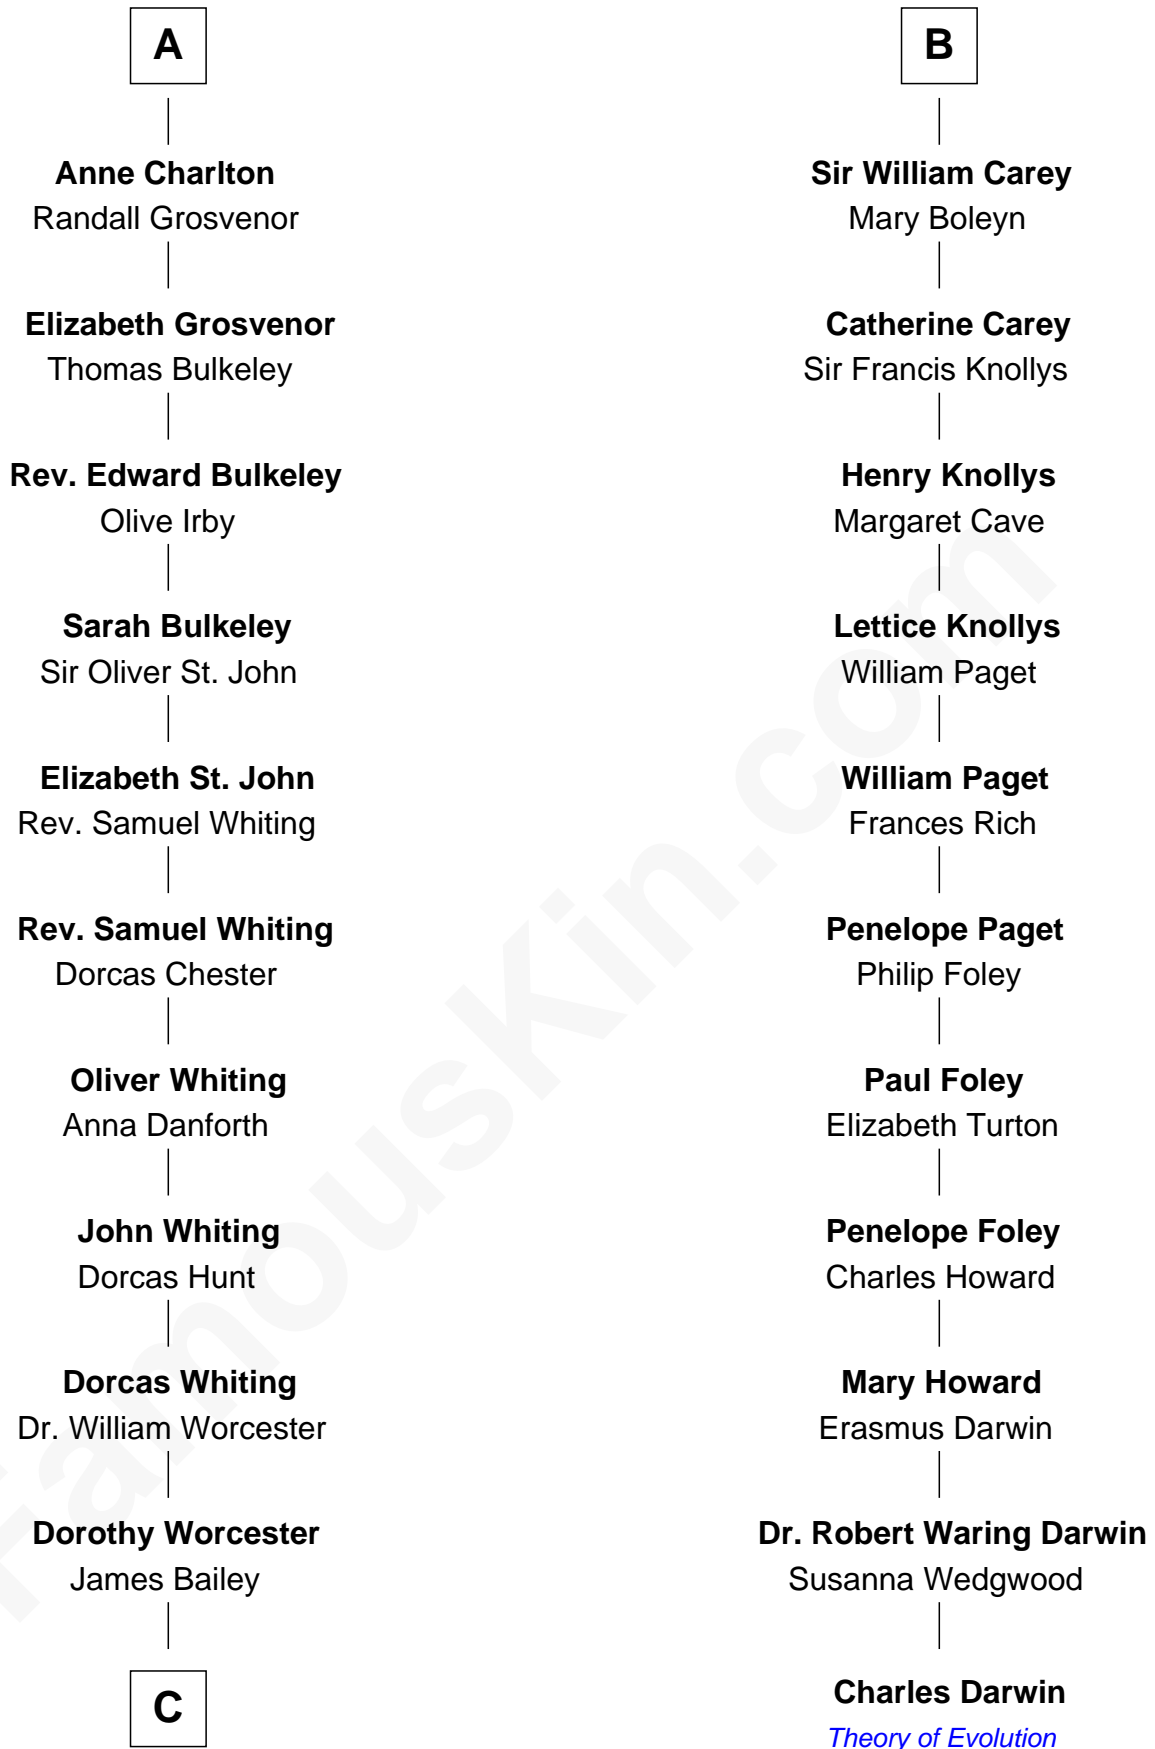 A
Anne Charlton
Randall Grosvenor
Elizabeth Grosvenor
Thomas Bulkeley
Rev. Edward Bulkeley
Olive Irby
Sarah Bulkeley
Sir Oliver St. John
Elizabeth St. John
Rev. Samuel Whiting
Rev. Samuel Whiting
Dorcas Chester
Oliver Whiting
Anna Danforth
John Whiting
Dorcas Hunt
Dorcas Whiting
Dr. William Worcester
Dorothy Worcester
James Bailey
C
B
Sir William Carey
Mary Boleyn
Catherine Carey
Sir Francis Knollys
Henry Knollys
Margaret Cave
Lettice Knollys
William Paget
William Paget
Frances Rich
Penelope Paget
Philip Foley
Paul Foley
Elizabeth Turton
Penelope Foley
Charles Howard
Mary Howard
Erasmus Darwin
Dr. Robert Waring Darwin
Susanna Wedgwood
Charles Darwin
Theory of Evolution
FamousKin.com